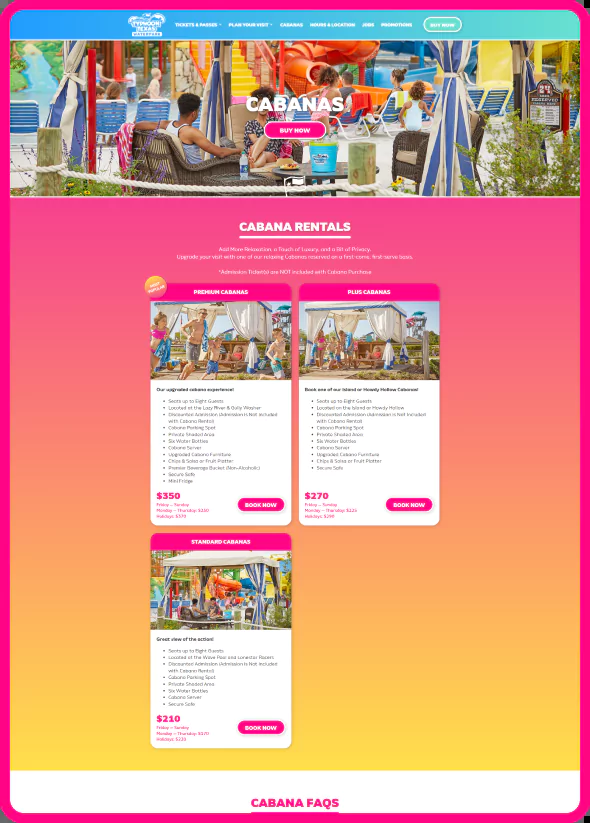 TYPHOON
TEXAS
WATERPARK
TICKETS & PASSES
PLAN YOUR VISIT
CABANAS
HOURS & LOCATION
JOBS
PROMOTIONS
BUY NOW
CABANAS
BUY NOW
RESERVED
CABANA RENTALS
Add More Relaxation, a Touch of Luxury, and a Bit of Privacy.
Upgrade your visit with one of our relaxing Cabanas reserved on a first-come, first-serve basis.
*Admission Ticket(s) are NOT included with Cabana Purchase
MOST
POPULAR
PREMIUM CABANAS
Our upgraded cabana experience!
• Seats up to Eight Guests
• Located at the Lazy River & Gully Washer
• Discounted Admission (Admission Is Not Included
with Cabana Rental)
• Cabana Parking Spot
• Private Shaded Area
• Six Water Bottles
• Cabana Server
• Upgraded Cabana Furniture
• Chips & Salsa or Fruit Platter
• Premier Beverage Bucket (Non-Alcoholic)
• Secure Safe
• Mini Fridge
$350
Friday – Sunday
Monday – Thursday:
Holidays:
BOOK NOW
PLUS CABANAS
Book one of our Island or Howdy Hollow Cabanas!
• Seats up to Eight Guests
• Located on the Island or Howdy Hollow
• Discounted Admission (Admission Is Not Included
with Cabana Rental)
• Cabana Parking Spot
• Private Shaded Area
• Six Water Bottles
• Cabana Server
• Upgraded Cabana Furniture
• Chips & Salsa or Fruit Platter
• Secure Safe
$270
Friday – Sunday
Monday – Thursday:
Holidays:
BOOK NOW
STANDARD CABANAS
Great view of the action!
• Seats up to Eight Guests
• Located at the Wave Pool and Lonestar Racers
• Discounted Admission (Admission Is Not Included
with Cabana Rental)
• Cabana Parking Spot
• Private Shaded Area
• Six Water Bottles
• Cabana Server
• Secure Safe
$210
Friday – Sunday
Monday – Thursday: $170
Holidays:
BOOK NOW
CABANA FAQS